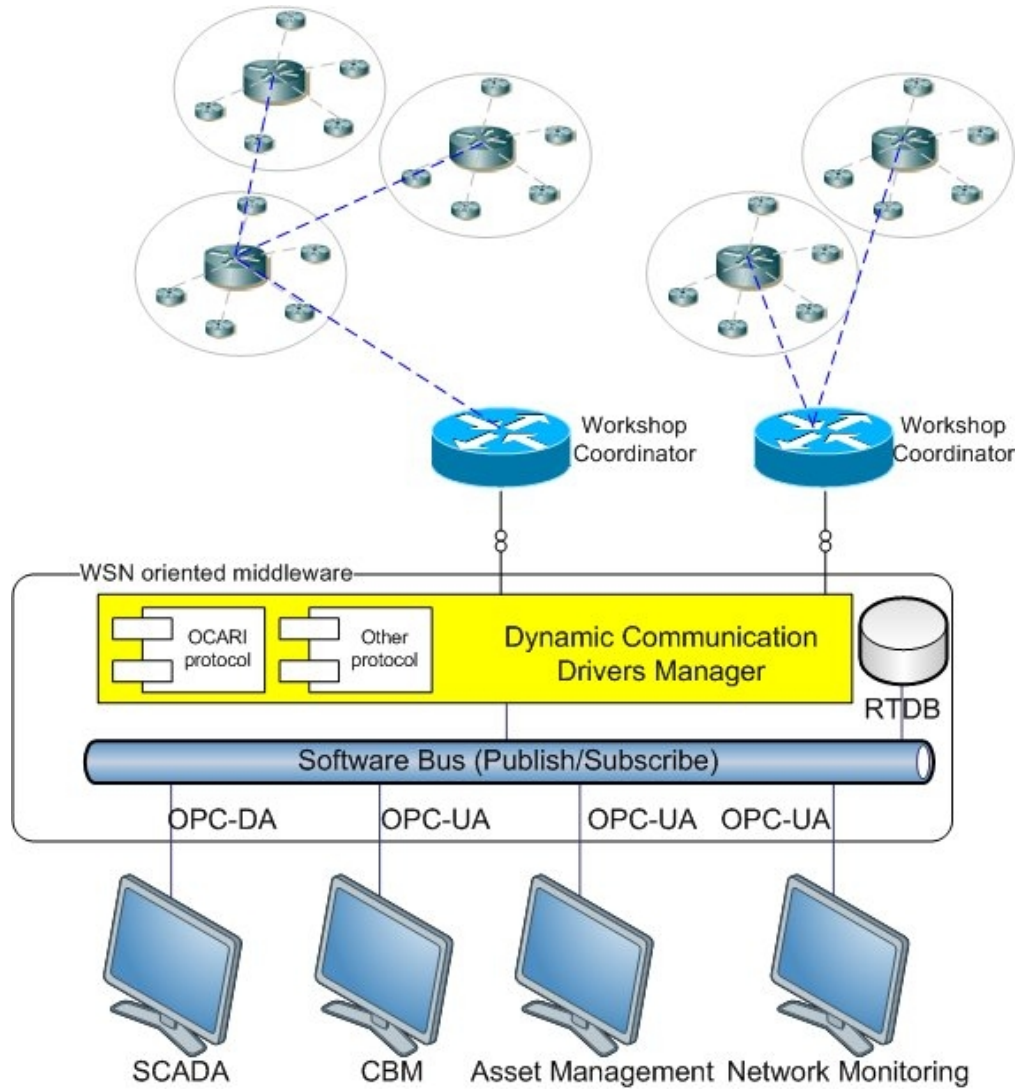 Workshop
Coordinator
Workshop
Coordinator
WSN oriented middleware
OCARI
protocol
Other
protocol
Dynamic Communication
Drivers Manager
RTDB
Software Bus (Publish/Subscribe)
OPC-DA
OPC-UA
OPC-UA
OPC-UA
SCADA
CBM
Asset Management
Network Monitoring